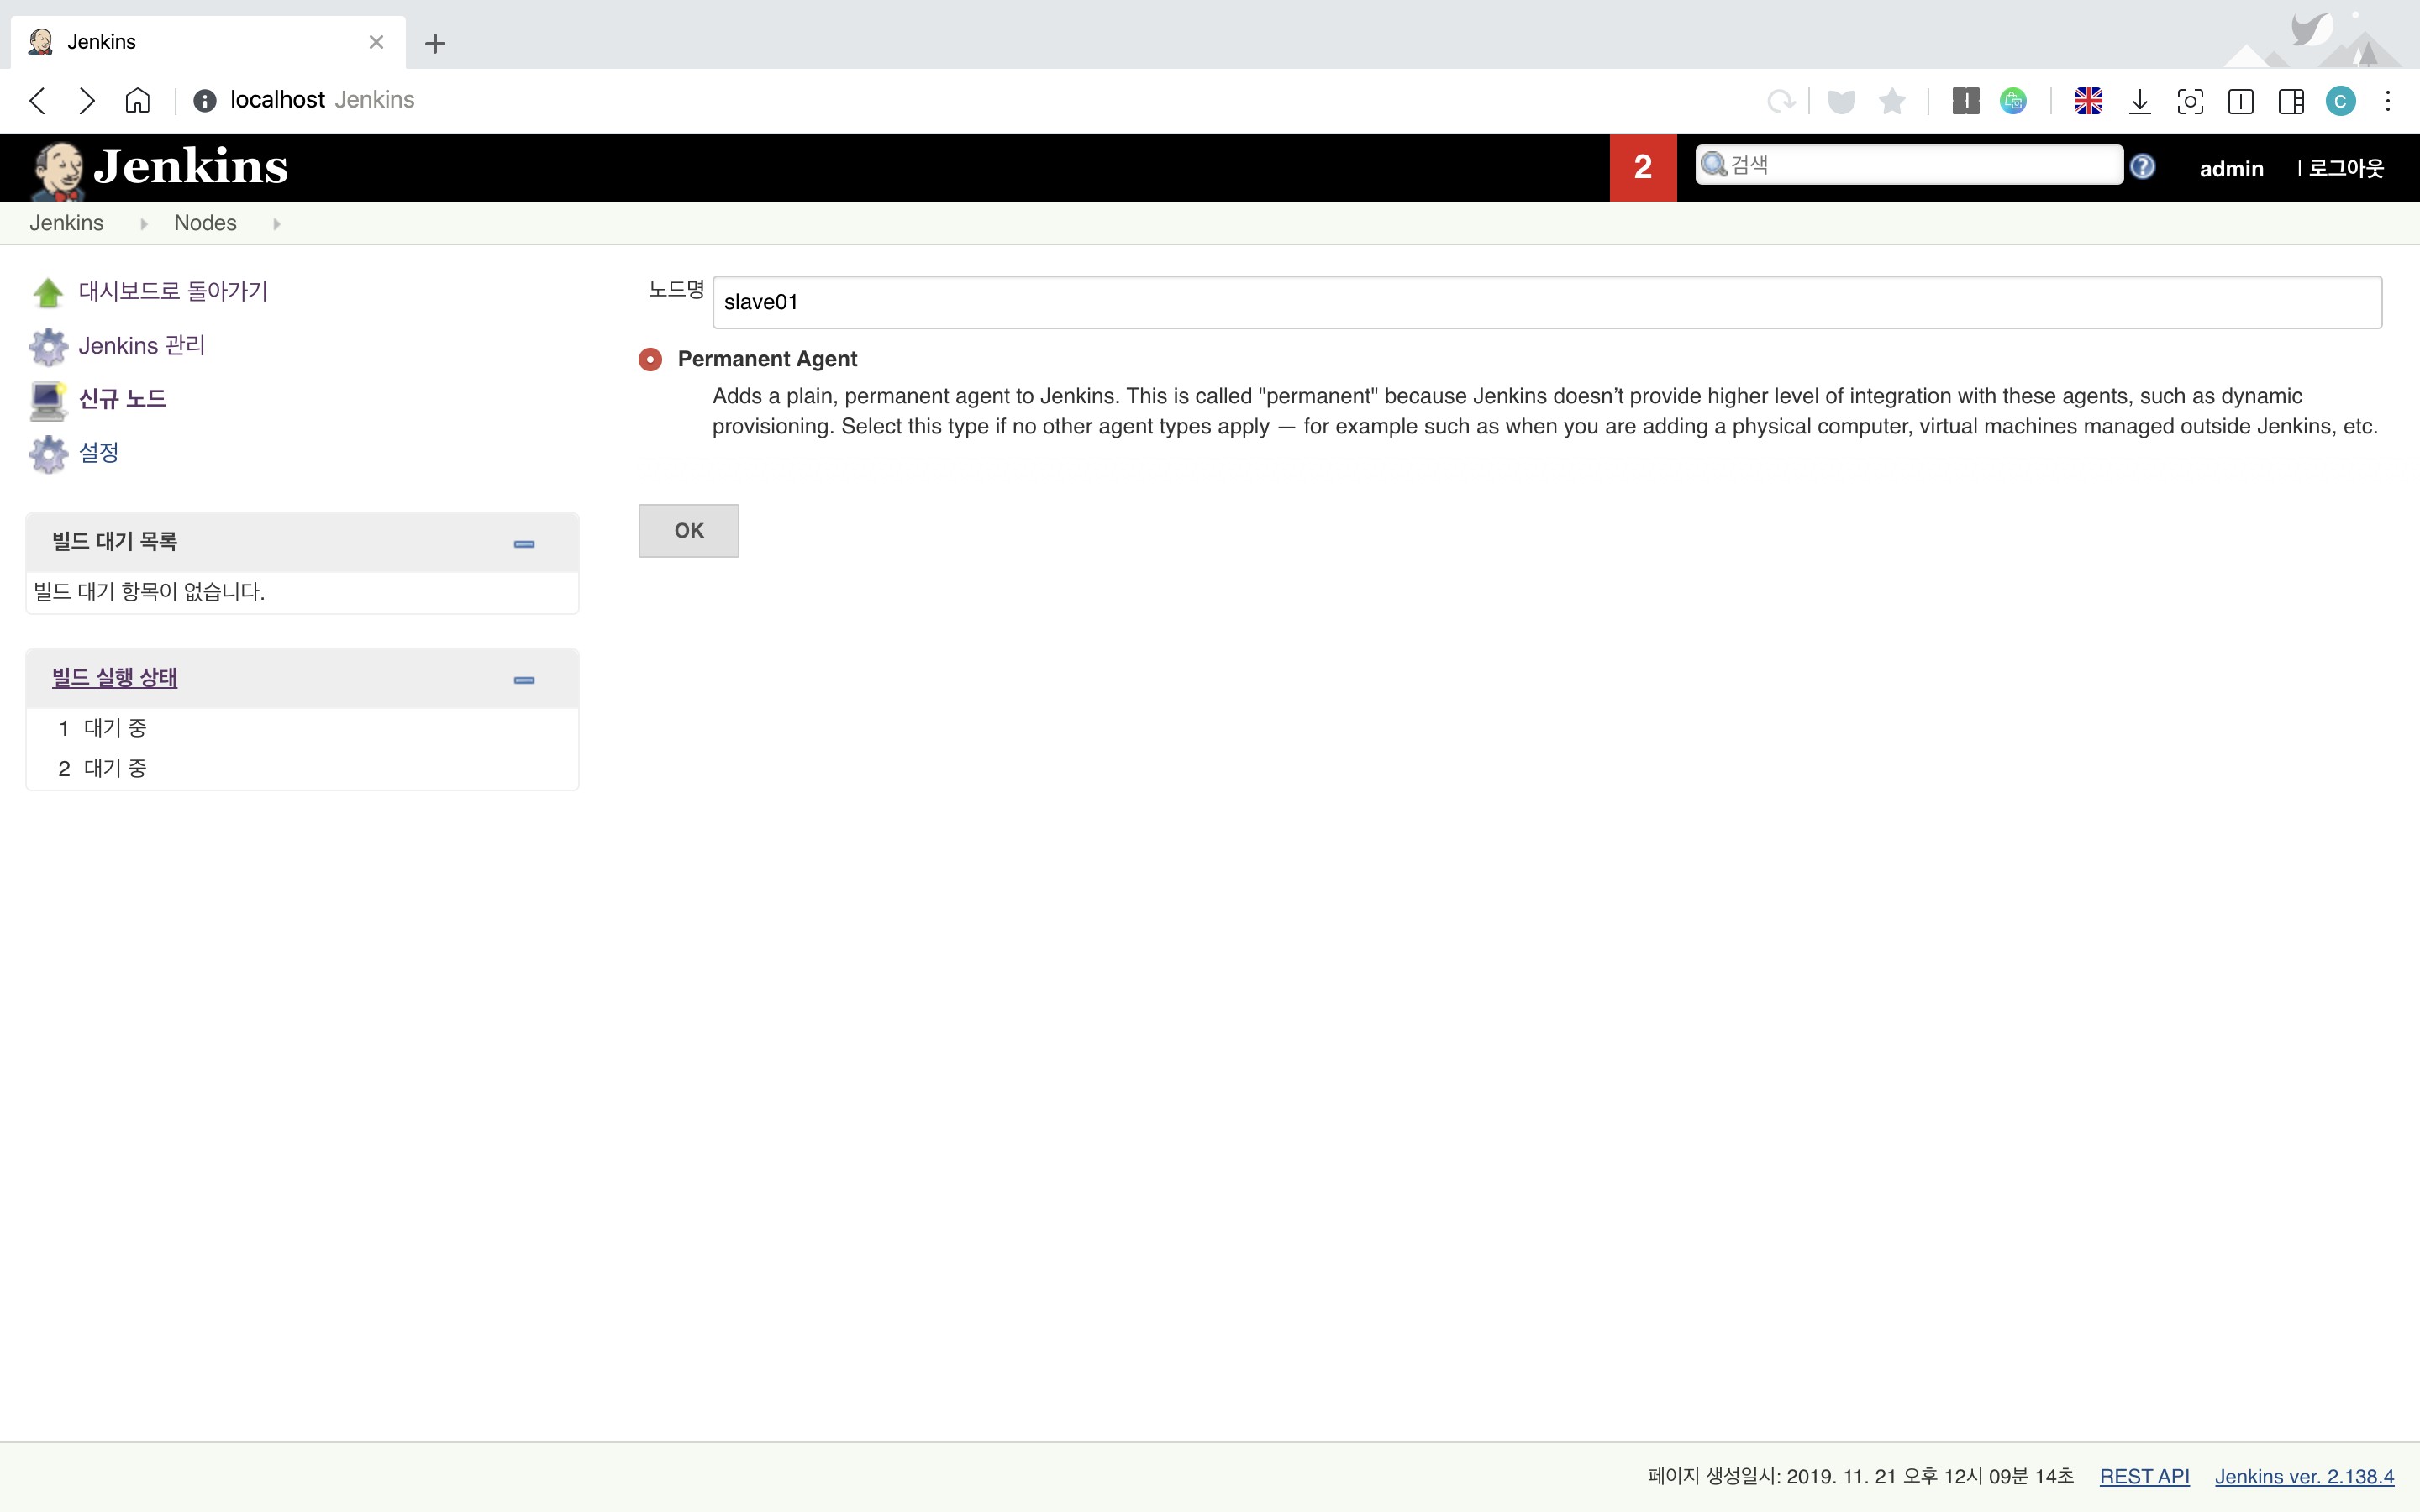 Jenkins
localhost Jenkins
C
Jenkins
2
검색
admin
| 로그아웃
Jenkins
Nodes
대시보드로 돌아가기
Jenkins 관리
신규 노드
설정
빌드 대기 목록
빌드 대기 항목이 없습니다.
빌드 실행 상태
1 대기 중
2 대기 중
노드명
slave01
Permanent Agent
Adds a plain, permanent agent to Jenkins. This is called "permanent" because Jenkins doesn’t provide higher level of integration with these agents, such as dynamic
provisioning. Select this type if no other agent types apply — for example such as when you are adding a physical computer, virtual machines managed outside Jenkins, etc.
OK
페이지 생성일시: 2019. 11. 21 오후 12시 09분 14초 REST API Jenkins ver. 2.138.4